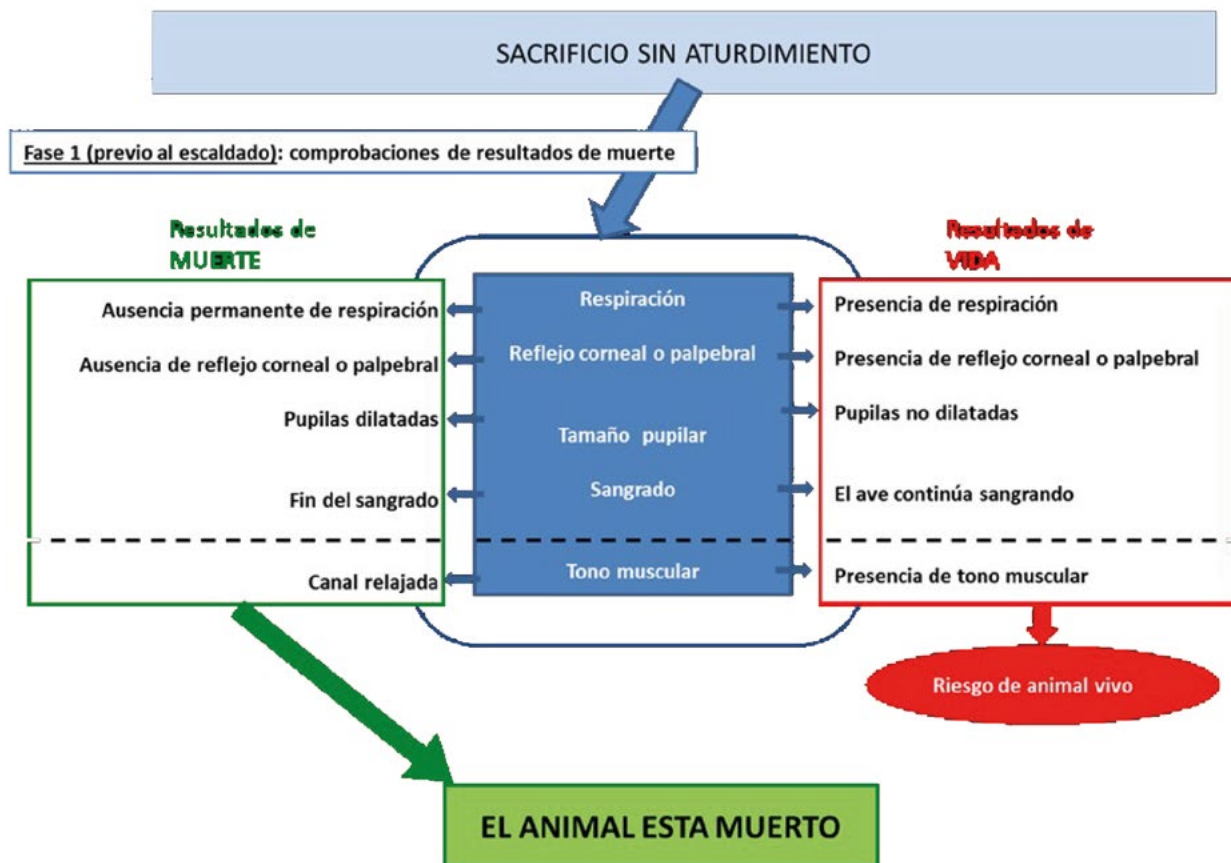 SACRIFICIO SIN ATURDIMIENTO
Fase 1 (previo al escaldado): comprobaciones de resultados de muerte
Resultados de
MUERTE
Resultados de
VIDA
Ausencia permanente de respiración
Respiración
Presencia de respiración
Ausencia de reflejo corneal o palpebral
Reflejo corneal o palpebral
Presencia de reflejo corneal o palpebral
Pupilas dilatadas
Tamaño pupilar
Pupilas no dilatadas
Fin del sangrado
Sangrado
El ave continúa sangrando
Canal relajada
Tono muscular
Presencia de tono muscular
Riesgo de animal vivo
EL ANIMAL ESTA MUERTO